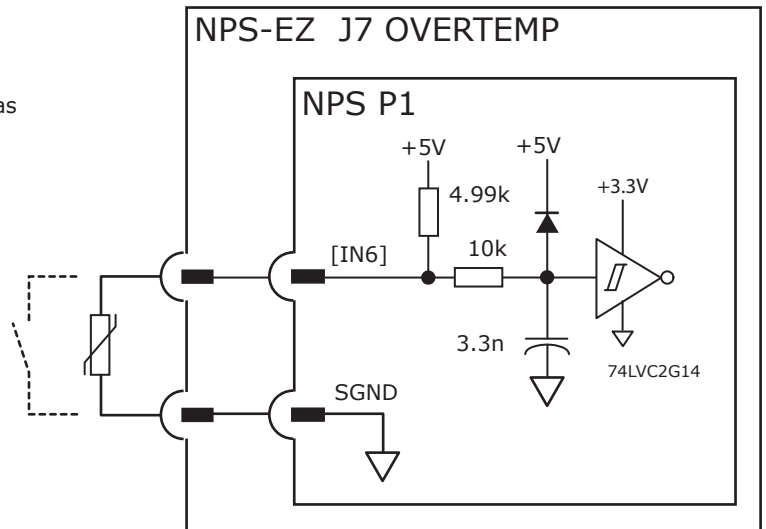 NPS-EZ J7 OVERTEMP
as
NPS P1
+5V
+5V
+3.3V
4.99k
[IN6]
10k
3.3n
74LVC2G14
SGND